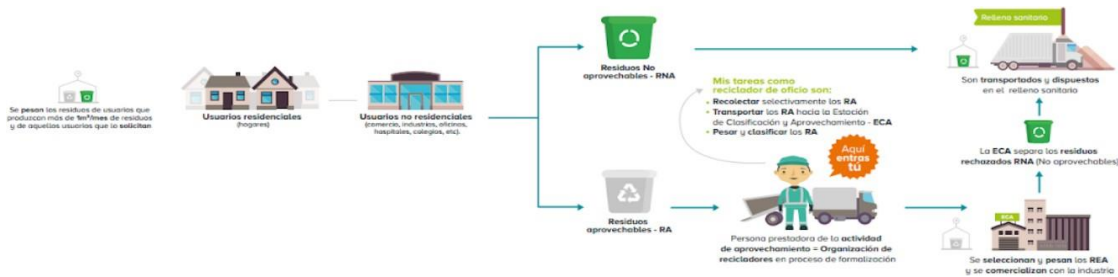 Se pesan los residuos de usuarios que
produzcan más de 1m³/mes de residuos
y de aquellos usuarios que lo solicitan
Usuarios residenciales
(hogares)
Usuarios no residenciales
(comercio, industrias, oficinas,
hospitales, colegios, etc).
Residuos No
aprovechables - RNA
Residuos
aprovechables - RA
Mis tareas como
reciclador de oficio son:
• Recolectar selectivamente los RA
• Transportar los RA hacia la Estación
de Clasificación y Aprovechamiento - ECA
• Pesar y clasificar los RA
Aquí
entras
tú
Persona prestadora de la actividad
de aprovechamiento = Organización de
recicladores en proceso de formalización
Relleno sanitario
Son transportados y dispuestos
en el relleno sanitario
La ECA separa los residuos
rechazados RNA (No aprovechables)
ECA
Se seleccionan y pesan los REA
y se comercializan con la industria